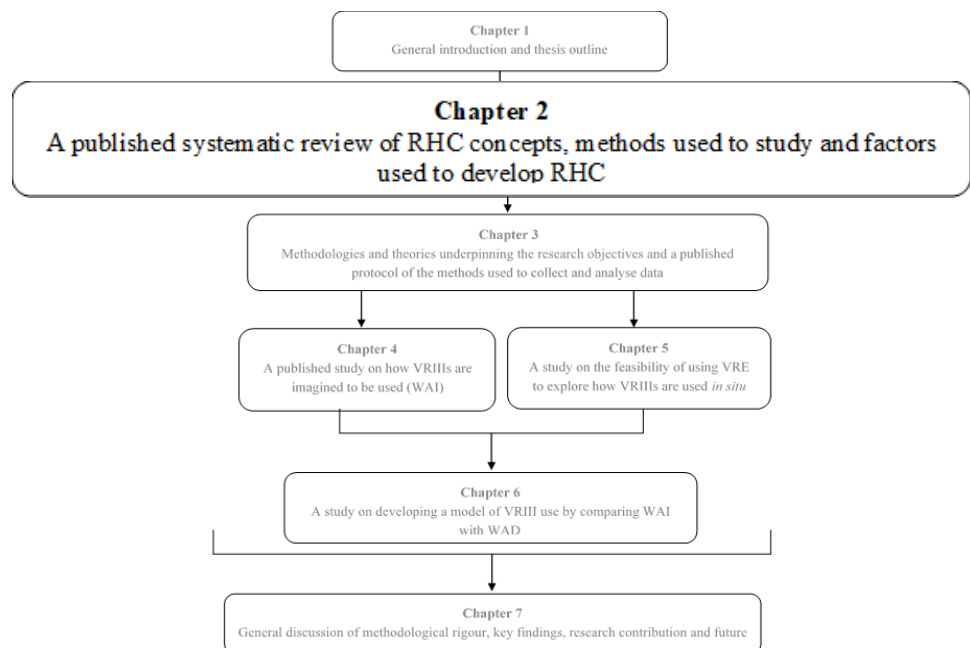 Chapter 1
General introduction and thesis outline
Chapter 2
A published systematic review of RHC concepts, methods used to study and factors
used to develop RHC
Chapter 3
Methodologies and theories underpinning the research objectives and a published
protocol of the methods used to collect and analyse data
Chapter 4
A published study on how VRIIIs are
imagined to be used (WAI)
Chapter 5
A study on the feasibility of using VRE
to explore how VRIIIs are used in situ
Chapter 6
A study on developing a model of VRIII use by comparing WAI
with WAD
Chapter 7
General discussion of methodological rigour, key findings, research contribution and future